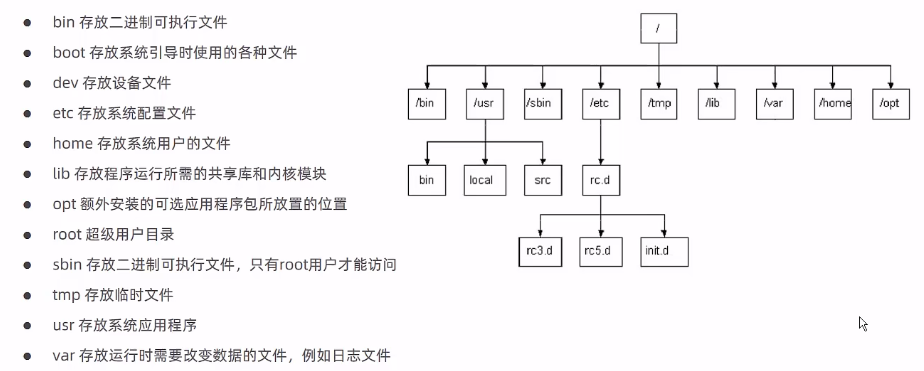 bin 存放二进制可执行文件
boot 存放系统引导时使用的各种文件
dev 存放设备文件
etc 存放系统配置文件
home 存放系统用户的文件
lib 存放程序运行所需的共享库和内核模块
opt 额外安装的可选应用程序包所放置的位置
root 超级用户目录
sbin 存放二进制可执行文件，只有root用户才能访问
tmp 存放临时文件
usr 存放系统应用程序
var 存放运行时需要改变数据的文件，例如日志文件
/
/bin /usr /sbin /etc /tmp /lib /var /home /opt
bin local src rc.d
rc3.d rc5.d init.d